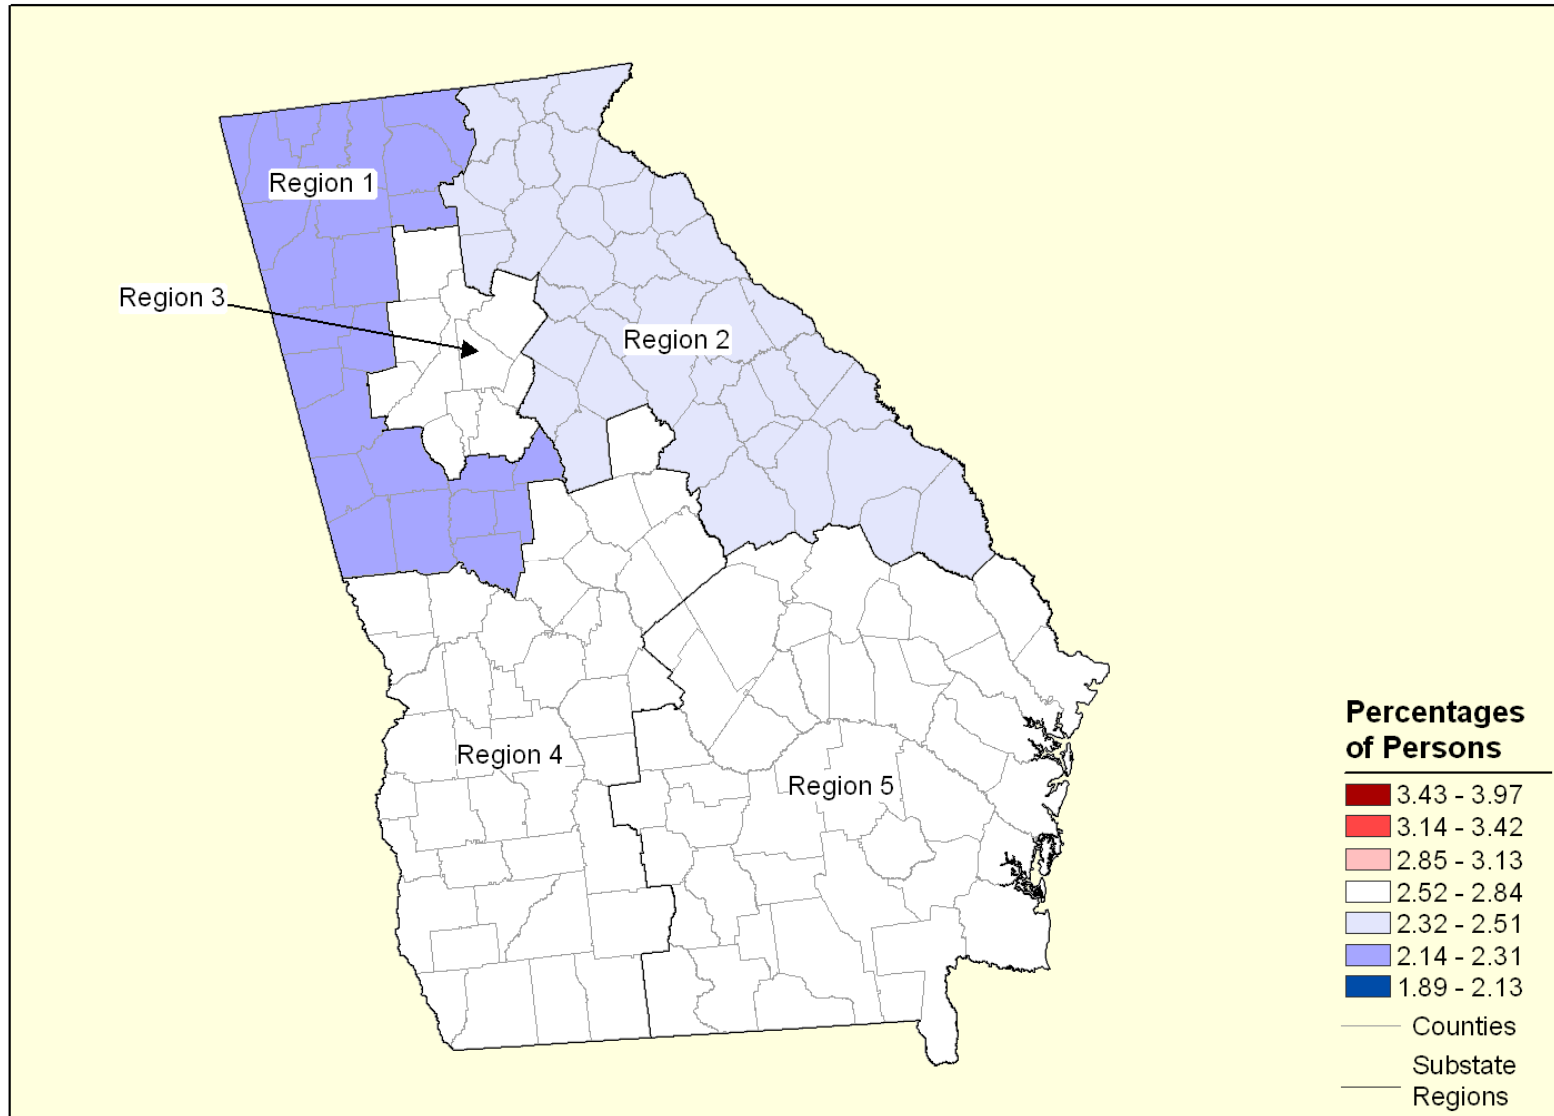 Region 1
Region 3
Region 2
Region 4
Region 5
Percentages
of Persons
3.43 - 3.97
3.14 - 3.42
2.85 - 3.13
2.52 - 2.84
2.32 - 2.51
2.14 - 2.31
1.89 - 2.13
Counties
Substate
Regions